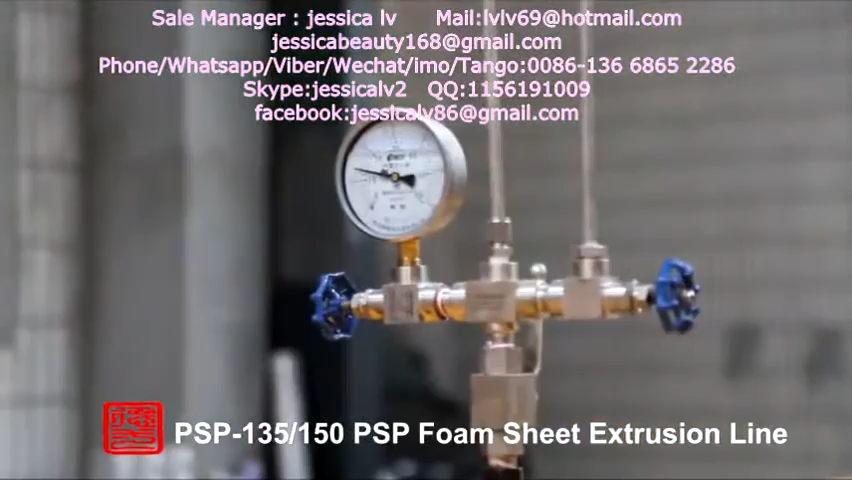 Sale Manager : jessica lv Mail:lvlv69@hotmail.com
jessicabeauty168@gmail.com
Phone/Whatsapp/Viber/Wechat/imo/Tango:0086-136 6865 2286
Skype:jessicalv2 QQ:1156191009
facebook:jessicalv86@gmail.com
PSP-135/150 PSP Foam Sheet Extrusion Line